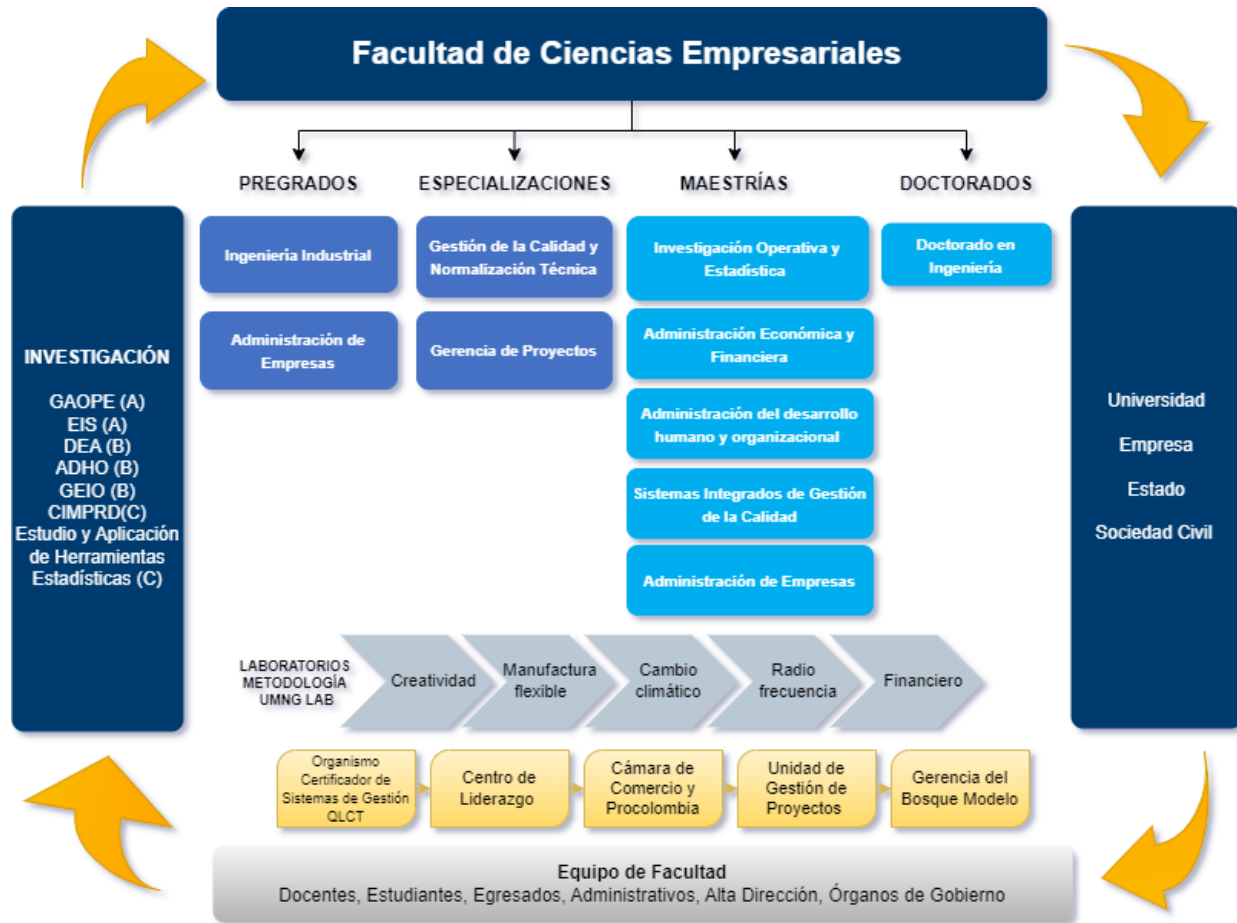 Facultad de Ciencias Empresariales
PREGRADOS
ESPECIALIZACIONES
MAESTRÍAS
DOCTORADOS
INVESTIGACIÓN
GAOPE (A)
EIS (A)
DEA (B)
ADHO (B)
GEIO (B)
CIMPRD(C)
Estudio y Aplicación
de Herramientas
Estadísticas (C)
Ingeniería Industrial
Administración de
Empresas
Gestión de la Calidad y
Normalización Técnica
Gerencia de Proyectos
Investigación Operativa y
Estadística
Administración Económica y
Financiera
Administración del desarrollo
humano y organizacional
Sistemas Integrados de Gestión
de la Calidad
Administración de Empresas
Doctorado en
Ingeniería
Universidad
Empresa
Estado
Sociedad Civil
LABORATORIOS
METODOLOGÍA
UMNG LAB
Creatividad
Manufactura
flexible
Cambio
climático
Radio
frecuencia
Financiero
Organismo
Certificador de
Sistemas de Gestión
QLCT
Centro de
Liderazgo
Cámara de
Comercio y
Procolombia
Unidad de
Gestión de
Proyectos
Gerencia del
Bosque Modelo
Equipo de Facultad
Docentes, Estudiantes, Egresados, Administrativos, Alta Dirección, Órganos de Gobierno